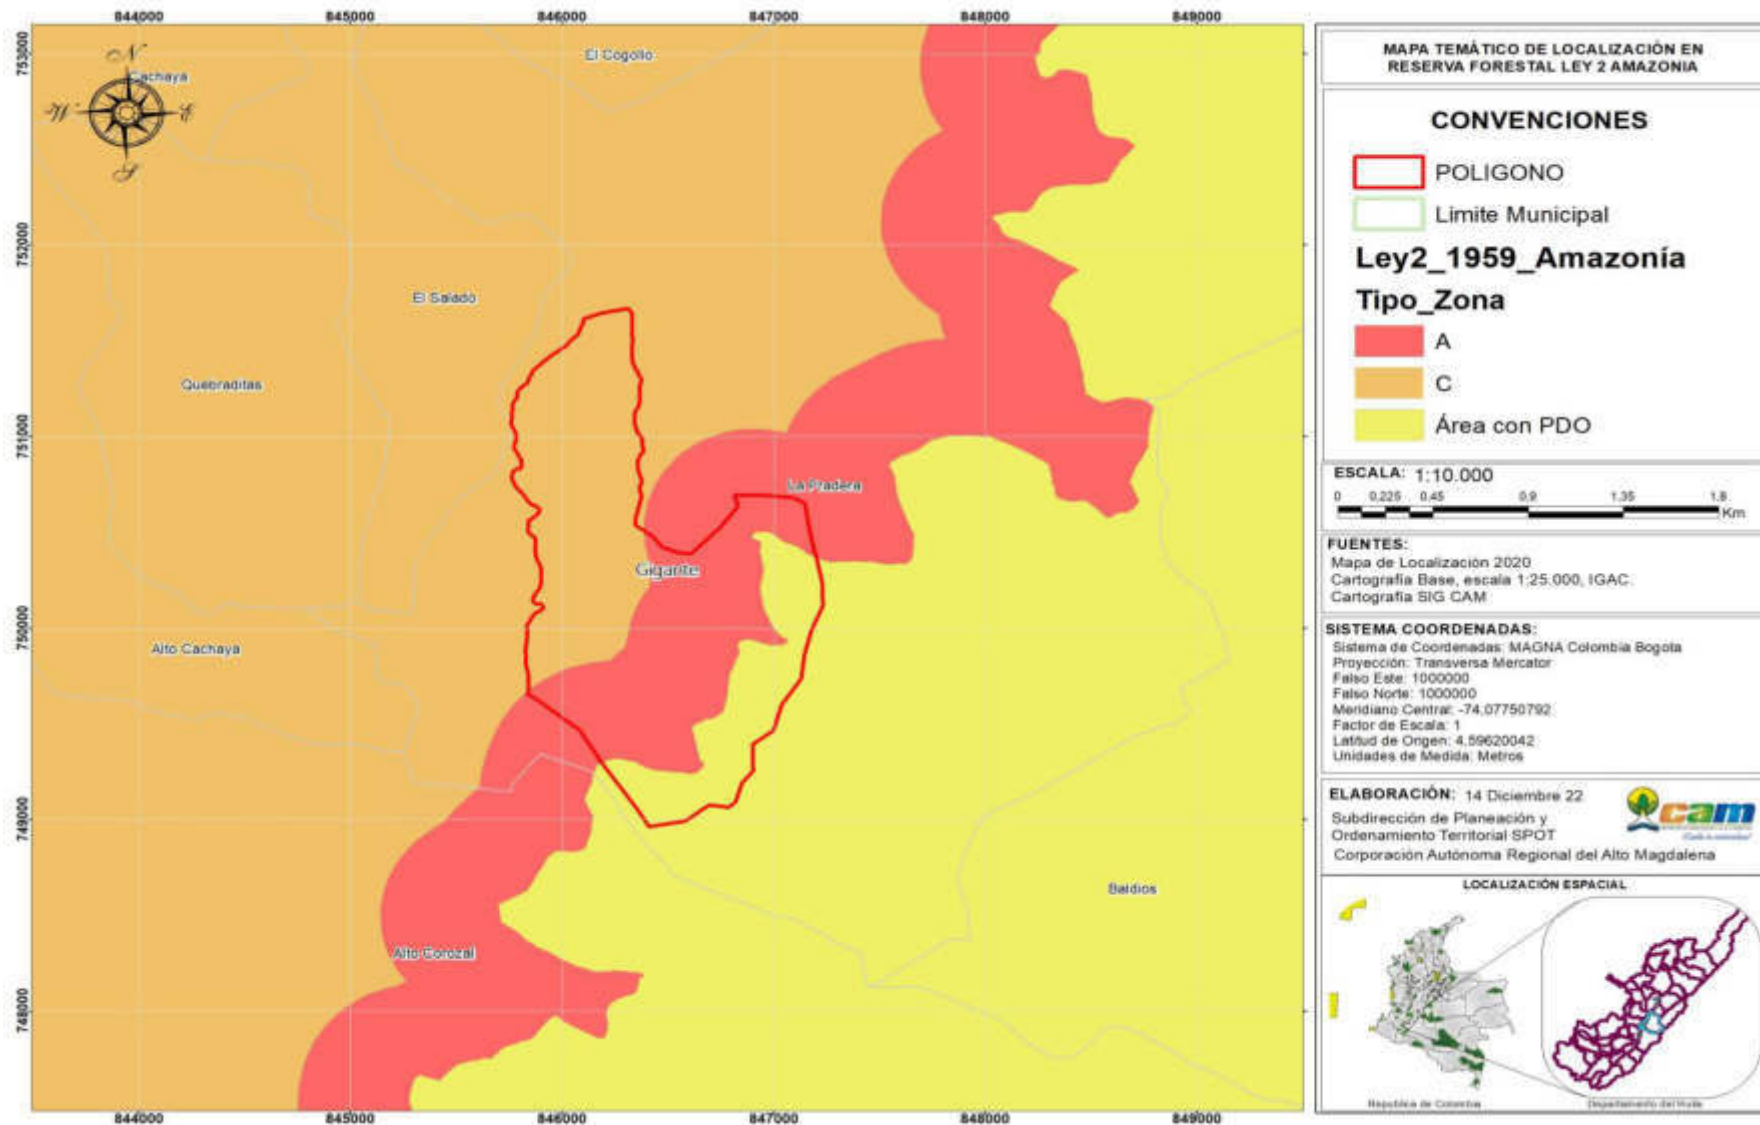 844000 845000 846000 847000 848000 849000
753000
752000
751000
750000
749000
748000
N
W
E
S
Cachaya
El Cogollo
El Salado
Quebraditas
La Pradera
Gigante
Alto Cachaya
Baldios
Alto Corozal
844000 845000 846000 847000 848000 849000
MAPA TEMÁTICO DE LOCALIZACIÓN EN
RESERVA FORESTAL LEY 2 AMAZONIA
CONVENCIONES
POLIGONO
Limite Municipal
Ley2_1959_Amazonía
Tipo_Zona
A
C
Área con PDO
ESCALA: 1:10.000
0 0,225 0,45 0,9 1,35 1,8
Km
FUENTES:
Mapa de Localización 2020
Cartografía Base, escala 1:25.000, IGAC.
Cartografía SIG CAM
SISTEMA COORDENADAS:
Sistema de Coordenadas: MAGNA Colombia Bogota
Proyección: Transversa Mercator
Falso Este: 1000000
Falso Norte: 1000000
Meridiano Central: -74,07750792
Factor de Escala: 1
Latitud de Origen: 4,59620042
Unidades de Medida: Metros
ELABORACIÓN: 14 Diciembre 22
Subdirección de Planeación y
Ordenamiento Territorial SPOT
Corporación Autónoma Regional del Alto Magdalena
cam
LOCALIZACIÓN ESPACIAL
Republica de Colombia
Departamento del Huila